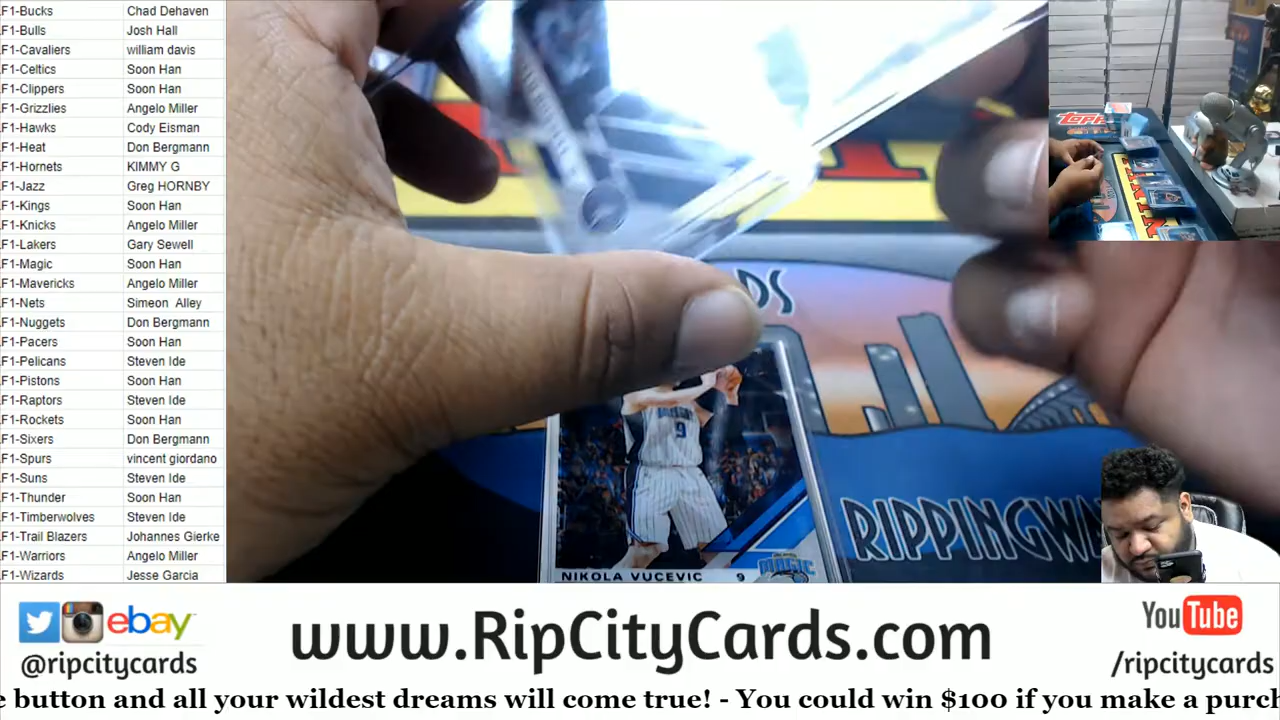 F1-Bucks Chad Dehaven
F1-Bulls Josh Hall
F1-Cavaliers william davis
F1-Celtics Soon Han
F1-Clippers Soon Han
F1-Grizzlies Angelo Miller
F1-Hawks Cody Eisman
F1-Heat Don Bergmann
F1-Hornets KIMMY G
F1-Jazz Greg HORNBY
F1-Kings Soon Han
F1-Knicks Angelo Miller
F1-Lakers Gary Sewell
F1-Magic Soon Han
F1-Mavericks Angelo Miller
F1-Nets Simeon Alley
F1-Nuggets Don Bergmann
F1-Pacers Soon Han
F1-Pelicans Steven Ide
F1-Pistons Soon Han
F1-Raptors Steven Ide
F1-Rockets Soon Han
F1-Sixers Don Bergmann
F1-Spurs vincent giordano
F1-Suns Steven Ide
F1-Thunder Soon Han
F1-Timberwolves Steven Ide
F1-Trail Blazers Johannes Gierke
F1-Warriors Angelo Miller
F1-Wizards Jesse Garcia
TOPPS
DS
9
RIPPINGWA
NIKOLA VUCEVIC 9 MAGIC
ebay
@ripcitycards
www.RipCityCards.com
YouTube
/ripcitycards
e button and all your wildest dreams will come true! - You could win $100 if you make a purch